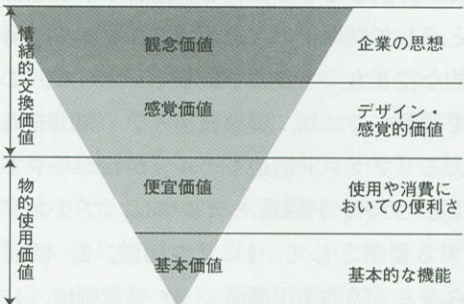 情緒的交換価値
物的使用価値
観念価値
企業の思想
感覚価値
デザイン・
感覚的価値
便宜価値
使用や消費に
おいての便利さ
基本価値
基本的な機能